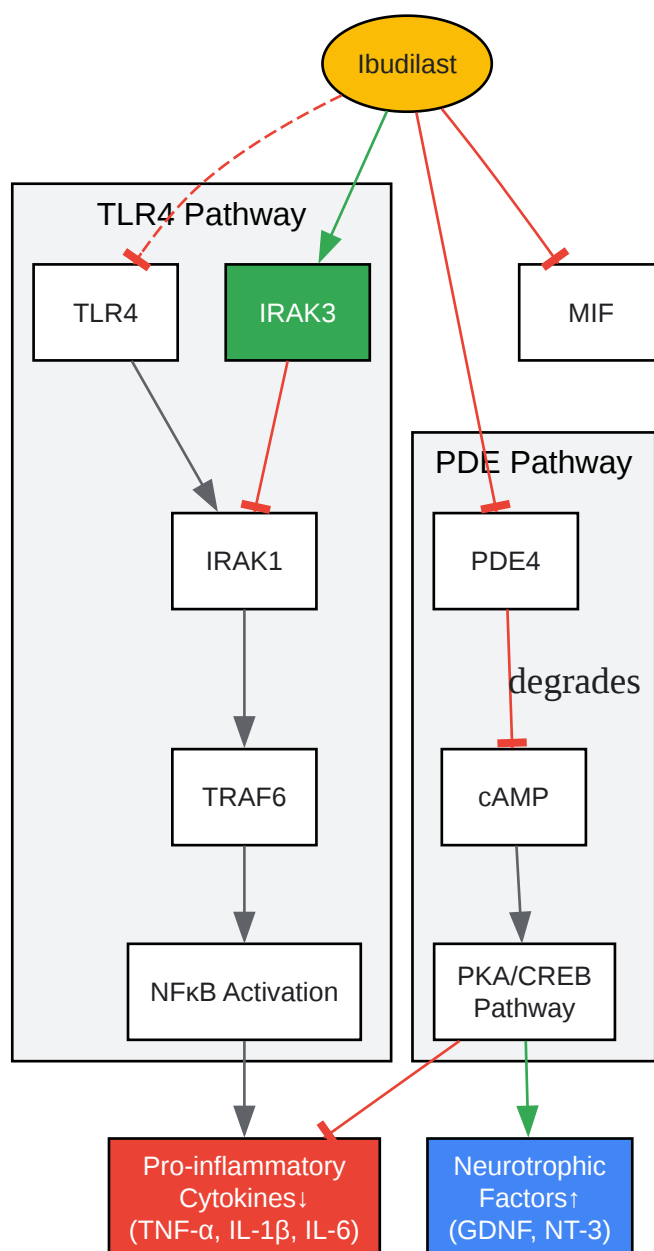 Ibudilast
TLR4 Pathway
TLR4
IRAK3
MIF
PDE Pathway
IRAK1
PDE4
degrades
TRAF6
cAMP
NFκB Activation
PKA/CREB
Pathway
Pro-inflammatory
Cytokines↓
(TNF-α, IL-1β, IL-6)
Neurotrophic
Factors↑
(GDNF, NT-3)